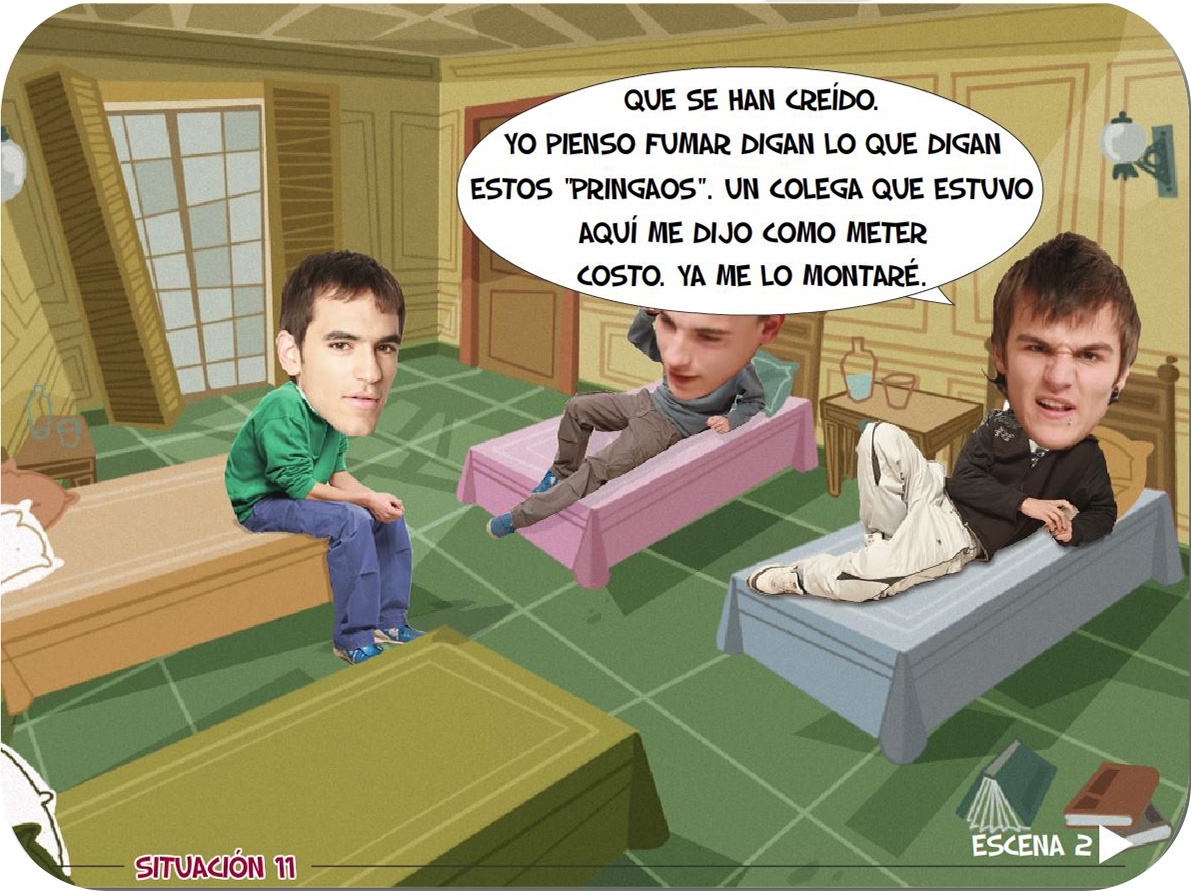 QUE SE HAN CREÍDO.
YO PIENSO FUMAR DIGAN LO QUE DIGAN
ESTOS "PRINGAOS". UN COLEGA QUE ESTUVO
AQUÍ ME DIJO COMO METER
COSTO. YA ME LO MONTARÉ.
ESCENA 2
SITUACIÓN 11